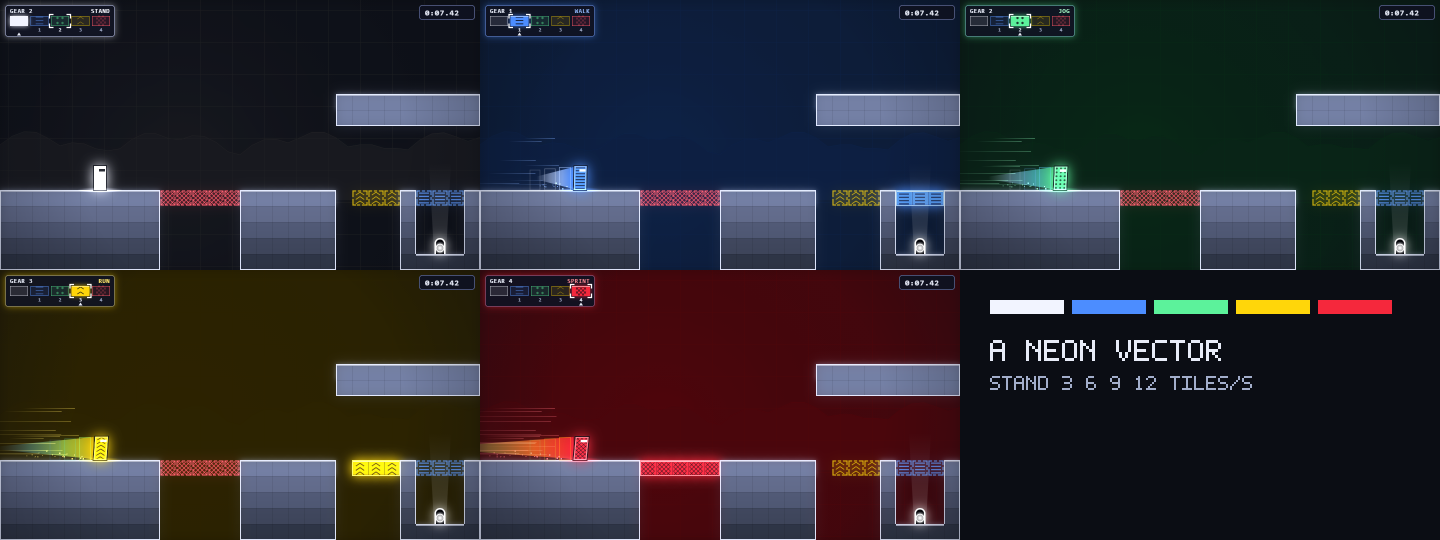 GEAR 2 STAND
1 2 3 4
0:07.42
GEAR 1 WALK
1 2 3 4
0:07.42
GEAR 2 JOG
1 2 3 4
0:07.42
GEAR 3 RUN
1 2 3 4
0:07.42
GEAR 4 SPRINT
1 2 3 4
0:07.42
A NEON VECTOR
STAND 3 6 9 12 TILES/S